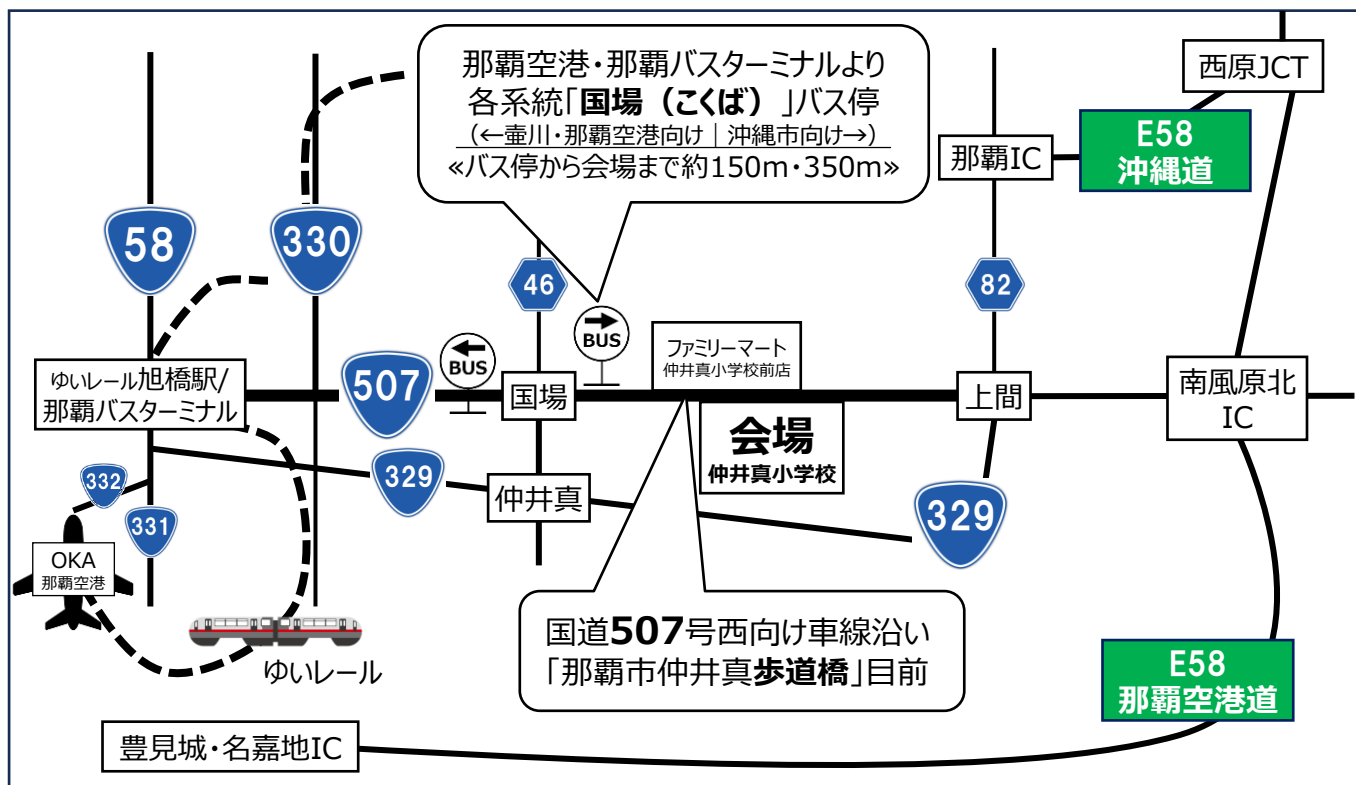 那覇空港・那覇バスターミナルより
各系統「国場（こくば）」バス停
（←壷川・那覇空港向け｜沖縄市向け→）
«バス停から会場まで約150m・350m»
西原JCT
那覇IC
E58
沖縄道
58
330
46
82
BUS
BUS
ファミリーマート
仲井真小学校前店
ゆいレール旭橋駅/
那覇バスターミナル
507
国場
上間
南風原北
IC
会場
仲井真小学校
332
329
仲井真
329
331
OKA
那覇空港
ゆいレール
国道507号西向け車線沿い
「那覇市仲井真歩道橋」目前
E58
那覇空港道
豊見城・名嘉地IC